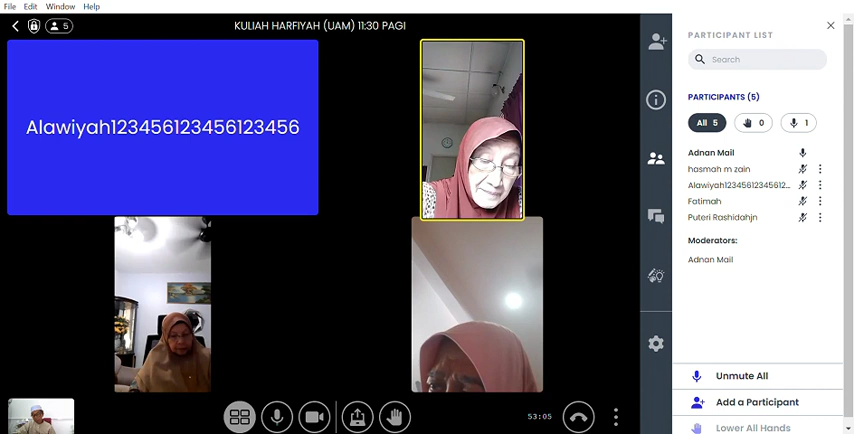 File Edit Window Help
5
KULIAH HARFIYAH (UAM) 11:30 PAGI
Alawiyah123456123456123456
53:05
PARTICIPANT LIST
Search
PARTICIPANTS (5)
All 5
0
1
Adnan Mail
hasmah m zain
Alawiyah12345612345612...
Fatimah
Puteri Rashidahjn
Moderators:
Adnan Mail
Unmute All
Add a Participant
Lower All Hands